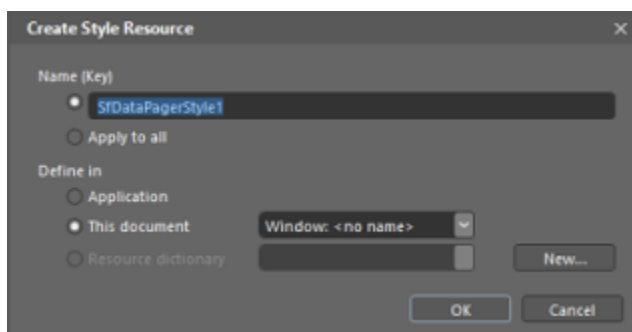 Create Style Resource
Name (Key)
SfDataPagerStyle1
Apply to all
Define in
Application
This document Window: <no name>
Resource dictionary New...
OK Cancel